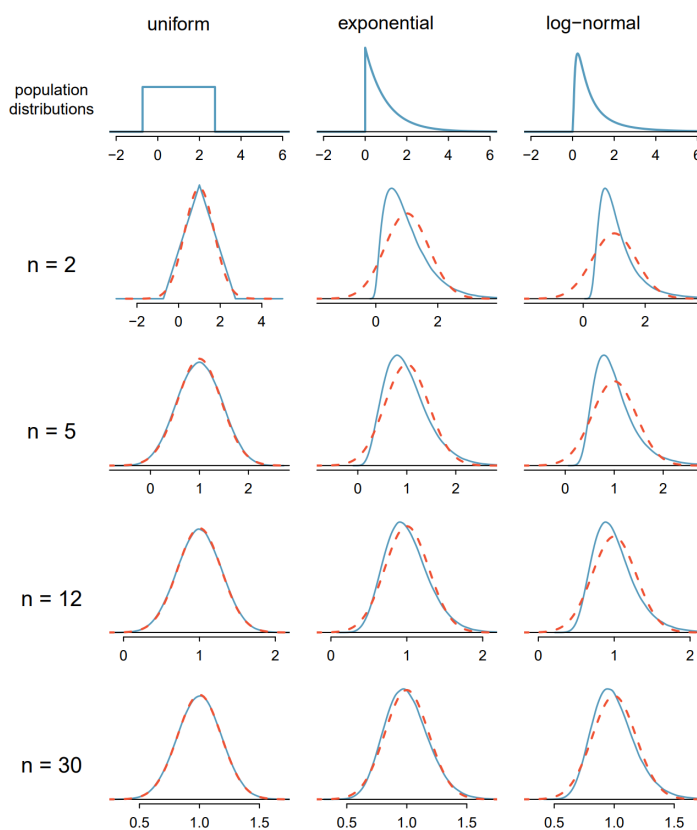 uniform exponential log−normal
population
distributions
−2 0 2 4 6 −2 0 2 4 6 −2 0 2 4 6
n = 2
−2 0 2 4 0 2 0 2
n = 5
0 1 2 0 1 2 0 1 2
n = 12
0 1 2 0 1 2 0 1 2
n = 30
0.5 1.0 1.5 0.5 1.0 1.5 0.5 1.0 1.5